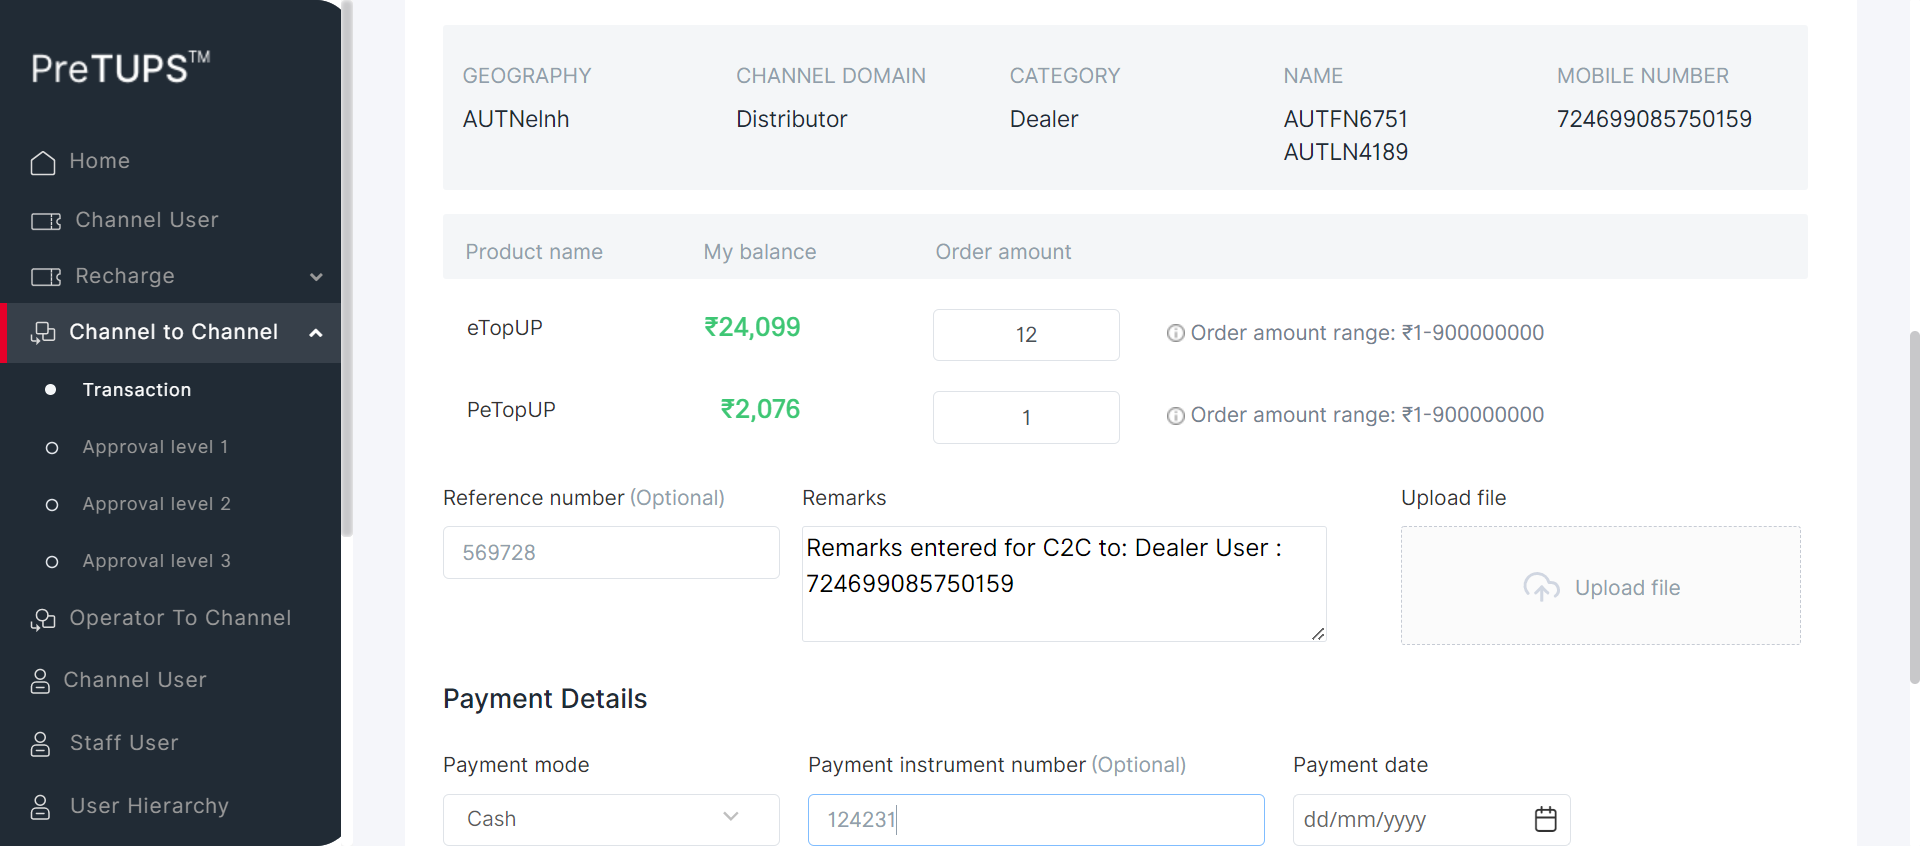 PreTUPS™
Home
Channel User
Recharge
Channel to Channel
Transaction
Approval level 1
Approval level 2
Approval level 3
Operator To Channel
Channel User
Staff User
User Hierarchy
GEOGRAPHY CHANNEL DOMAIN CATEGORY NAME MOBILE NUMBER
AUTNelnh Distributor Dealer AUTFN6751 724699085750159
AUTLN4189
Product name My balance Order amount
eTopUP ₹24,099 12 Order amount range: ₹1-900000000
PeTopUP ₹2,076 1 Order amount range: ₹1-900000000
Reference number (Optional) Remarks Upload file
569728
Remarks entered for C2C to: Dealer User :
724699085750159
Upload file
Payment Details
Payment mode Payment instrument number (Optional) Payment date
Cash 124231 dd/mm/yyyy